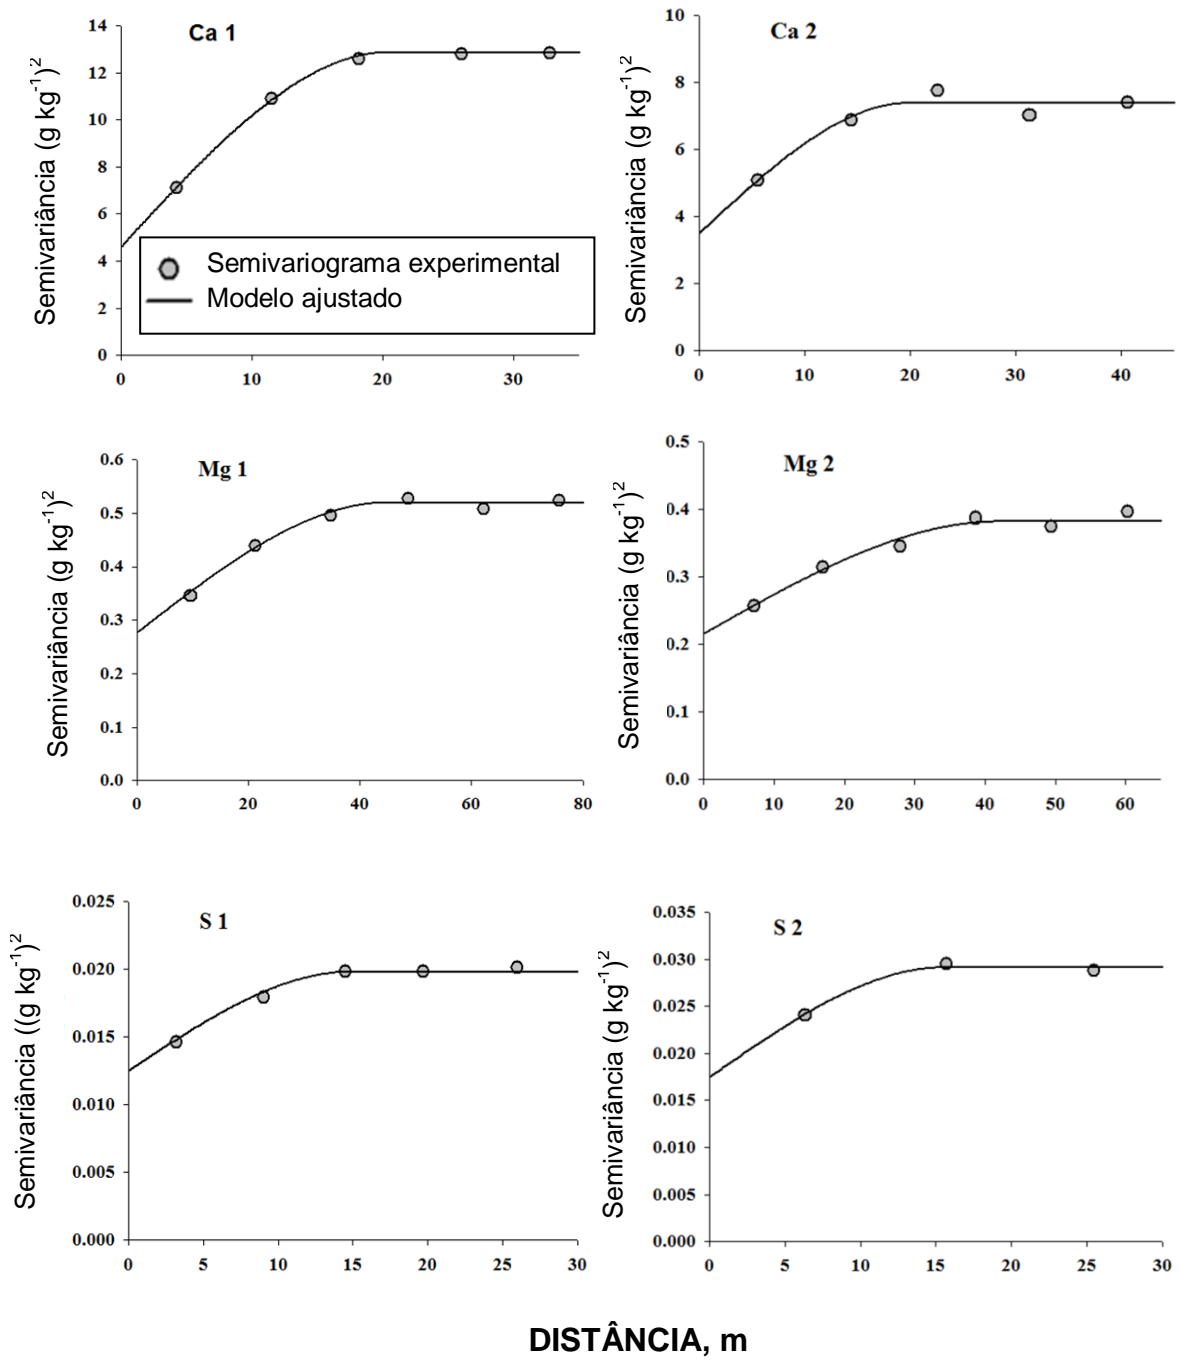 Ca 1
Semivariância (g kg⁻¹)²
14
12
10
8
6
4
2
0
0 10 20 30
Semivariograma experimental
Modelo ajustado
Ca 2
Semivariância (g kg⁻¹)²
10
8
6
4
2
0
0 10 20 30 40
Mg 1
Semivariância (g kg⁻¹)²
0.6
0.5
0.4
0.3
0.2
0.1
0.0
0 20 40 60 80
Mg 2
Semivariância (g kg⁻¹)²
0.5
0.4
0.3
0.2
0.1
0.0
0 10 20 30 40 50 60
S 1
Semivariância ((g kg⁻¹)²
0.025
0.020
0.015
0.010
0.005
0.000
0 5 10 15 20 25 30
S 2
Semivariância (g kg⁻¹)²
0.035
0.030
0.025
0.020
0.015
0.010
0.005
0.000
0 5 10 15 20 25 30
DISTÂNCIA, m